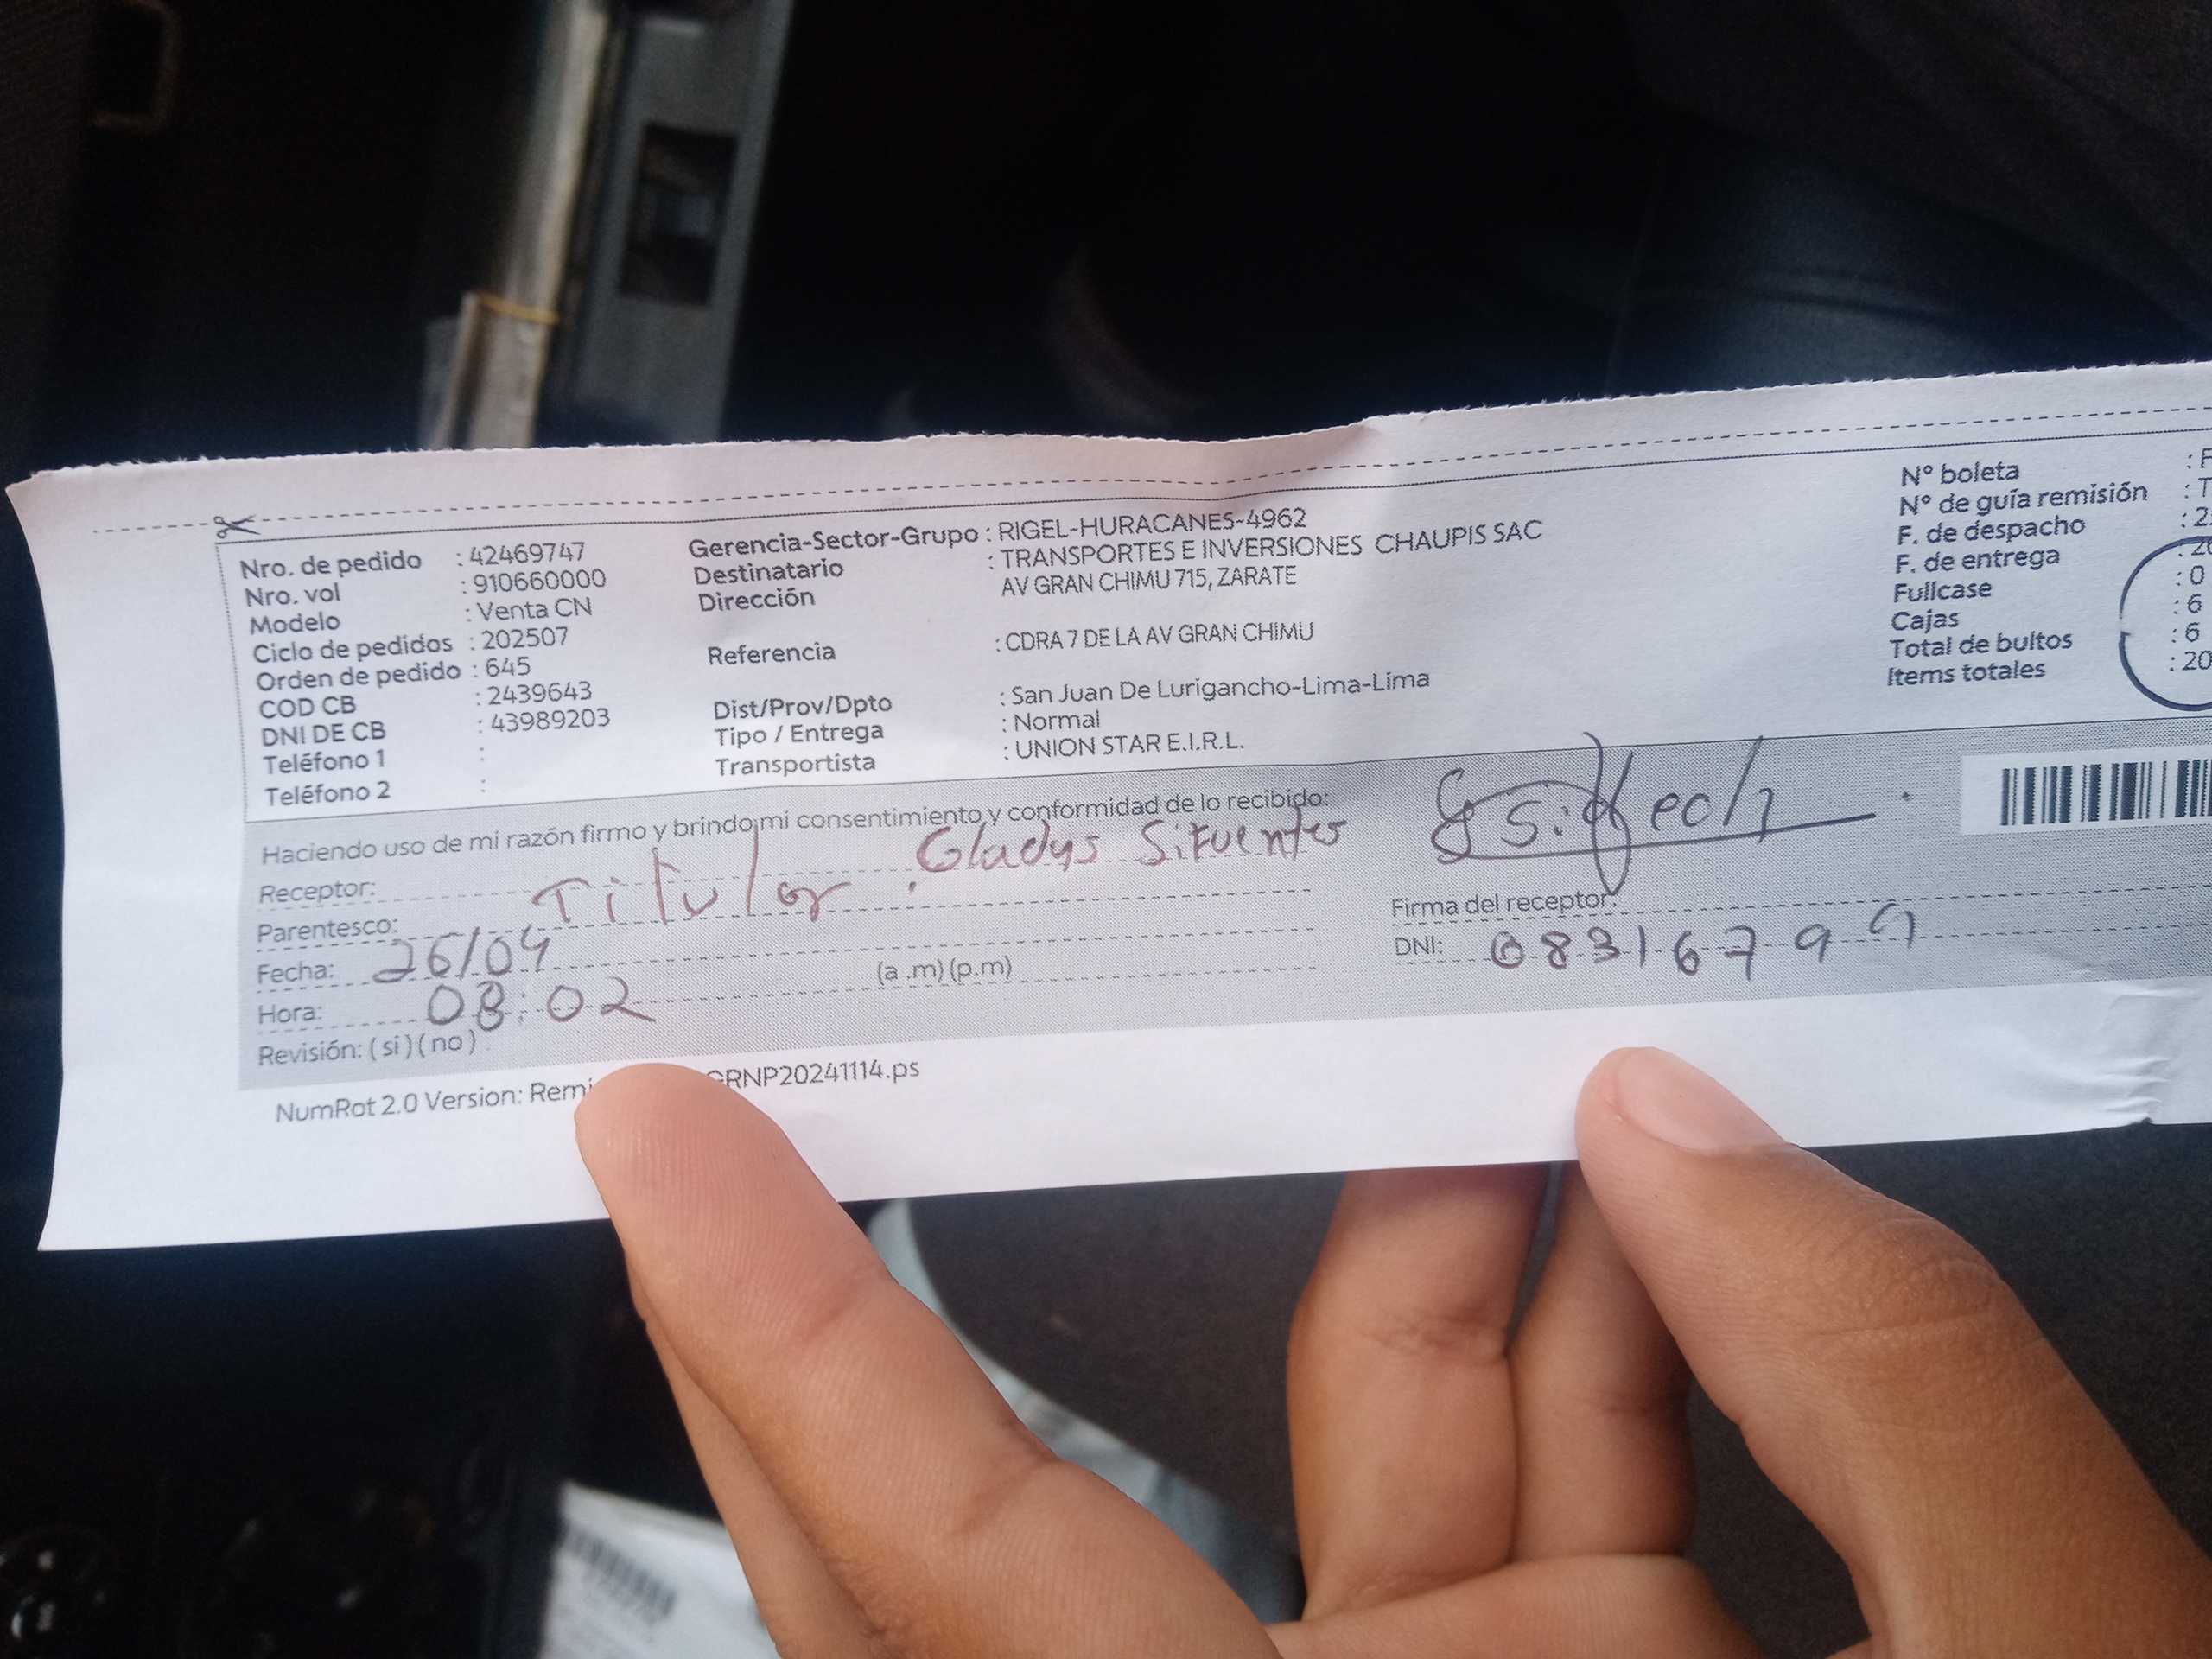 Nro. de pedido : 42469747
Nro. vol : 910660000
Modelo : Venta CN
Ciclo de pedidos : 202507
Orden de pedido : 645
COD CB : 2439643
DNI DE CB : 43989203
Teléfono 1 :
Teléfono 2 :
Gerencia-Sector-Grupo : RIGEL-HURACANES-4962
Destinatario : TRANSPORTES E INVERSIONES CHAUPIS SAC
Dirección AV GRAN CHIMU 715, ZARATE
Referencia : CDRA 7 DE LA AV GRAN CHIMU
Dist/Prov/Dpto : San Juan De Lurigancho-Lima-Lima
Tipo / Entrega : Normal
Transportista : UNION STAR E.I.R.L.
N° boleta : F
N° de guía remisión : T
F. de despacho : 2
F. de entrega : 20
Fullcase : 0
Cajas : 6
Total de bultos : 6
Items totales : 20
Haciendo uso de mi razón firmo y brindo mi consentimiento y conformidad de lo recibido:
Receptor: Gladys Sifuentes
Parentesco: Titular
Fecha: 26/04
Hora: 08:02 (a .m) (p.m)
Revisión: ( si ) ( no )
Firma del receptor:
DNI: 08316799
NumRot 2.0 Version: Remi GRNP20241114.ps